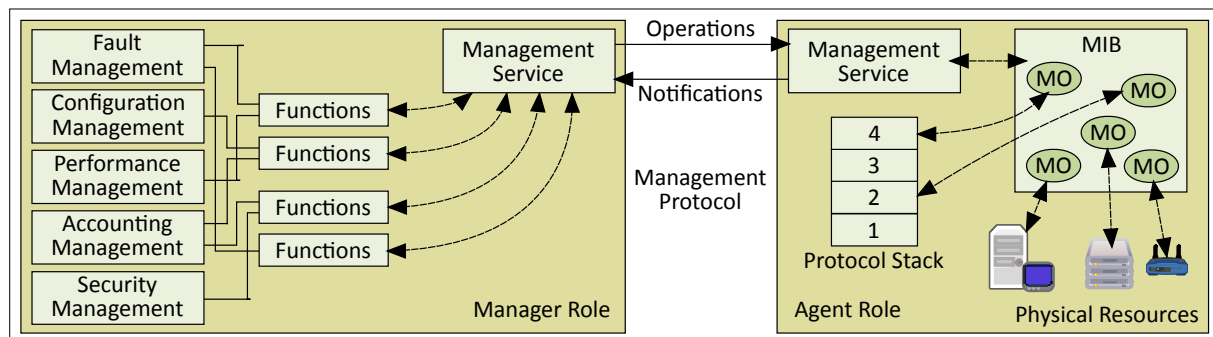 Fault
Management
Configuration
Management
Performance
Management
Accounting
Management
Security
Management
Functions
Functions
Functions
Functions
Management
Service
Manager Role
Operations
Notifications
Management
Protocol
Management
Service
4
3
2
1
Protocol Stack
Agent Role
MIB
MO
MO
MO
MO
MO
Physical Resources